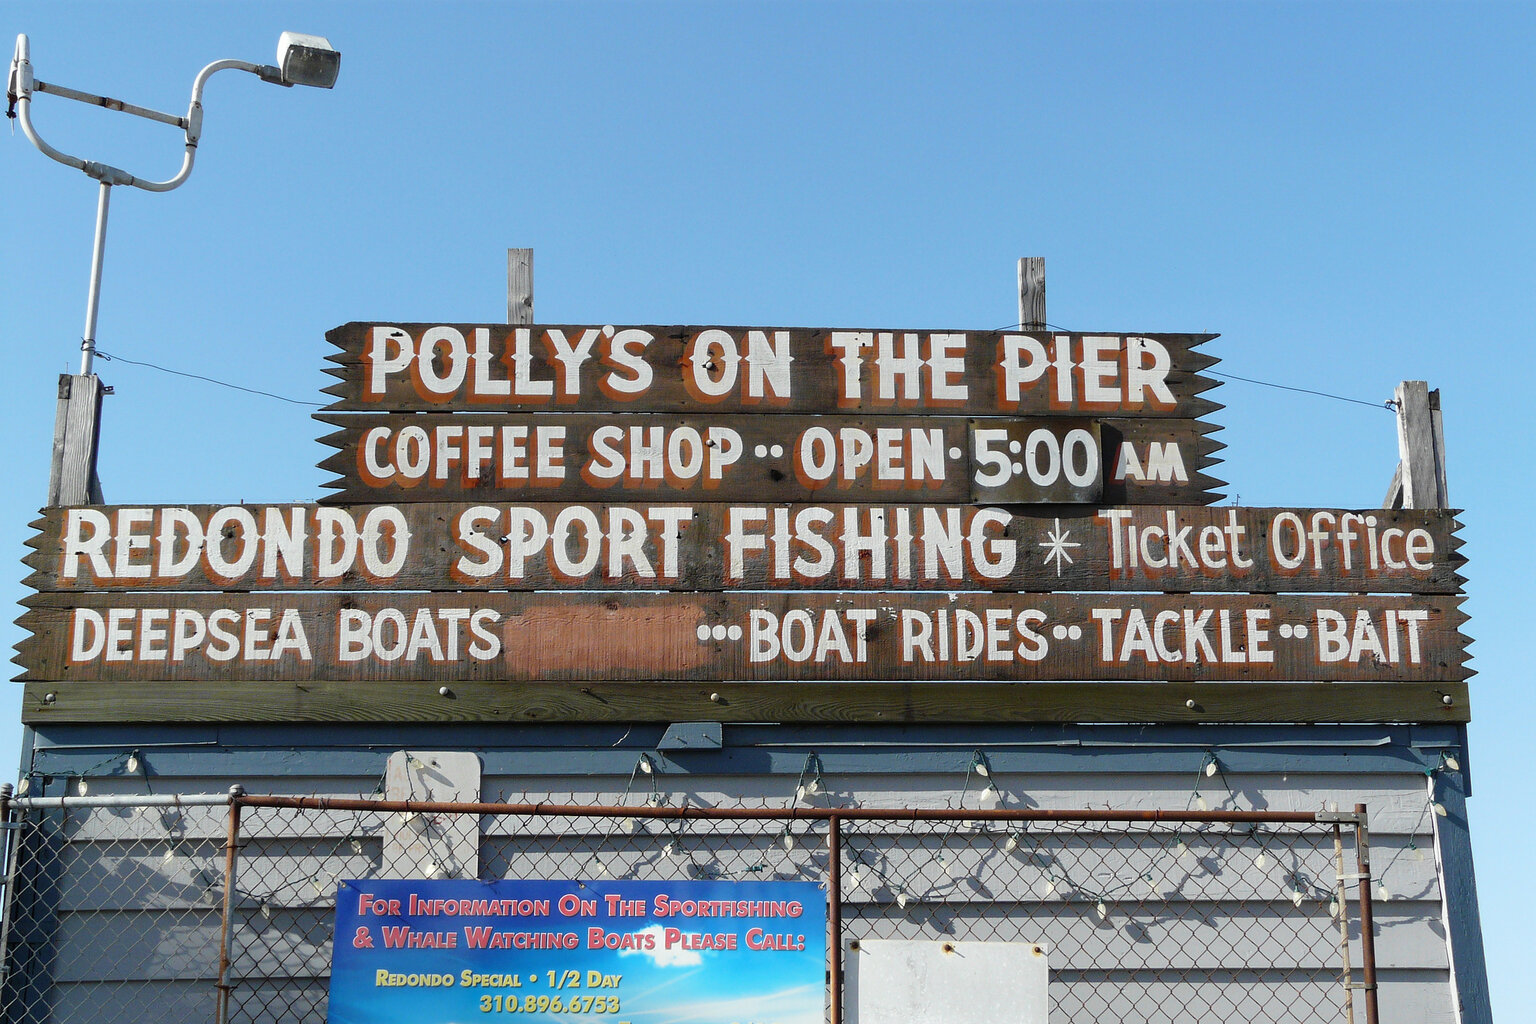 POLLY'S ON THE PIER
COFFEE SHOP •• OPEN • 5:00 AM
REDONDO SPORT FISHING * Ticket Office
DEEPSEA BOATS •••BOAT RIDES••TACKLE••BAIT
FOR INFORMATION ON THE SPORTFISHING
& WHALE WATCHING BOATS PLEASE CALL:
REDONDO SPECIAL • 1/2 DAY
310.896.6753